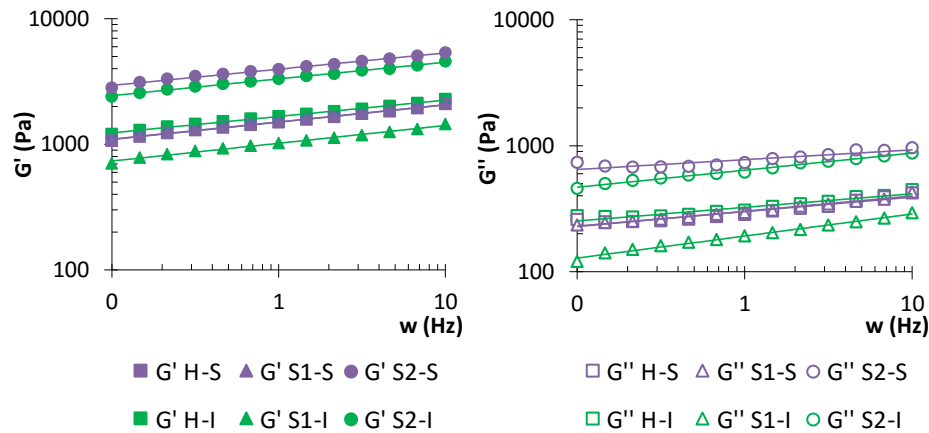 10000
1000
100
G' (Pa)
0
1
10
w (Hz)
G' H-S
G' S1-S
G' S2-S
G' H-I
G' S1-I
G' S2-I
10000
1000
100
G'' (Pa)
0
1
10
w (Hz)
G'' H-S
G'' S1-S
G'' S2-S
G'' H-I
G'' S1-I
G'' S2-I